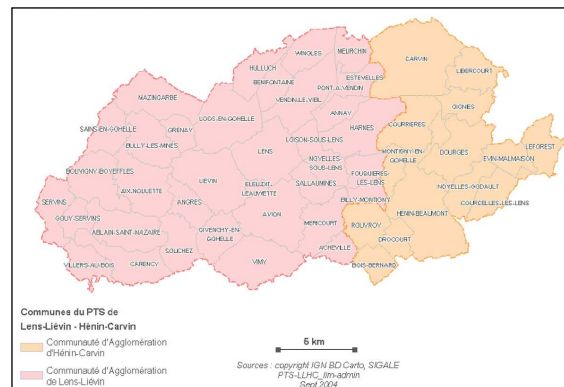 CARVIN
WINGLES
MEURCHIN
HULLUCH
LIBERCOURT
BENIFONTAINE
ESTEVELLES
PONT-A-VENDIN
MAZINGARBE
VENDIN-LE-VIEIL
OIGNIES
LOOS-EN-GOHELLE
ANNAY
COURRIERES
SAINS-EN-GOHELLE
GRENAY
HARNES
BULLY-LES-MINES
LOISON-SOUS-LENS
LEFOREST
LENS
DOURGES
MONTIGNY-EN-GOHELLE
EVIN-MALMAISON
NOYELLES-SOUS-LENS
BOUVIGNY-BOYEFFLES
FOUQUIERES-LES-LENS
LIEVIN
SALLAUMINES
NOYELLES-GODAULT
AIX-NOULETTE
ELEU-DIT-LEAUWETTE
BILLY-MONTIGNY
COURCELLES-LES-LENS
SERVINS
ANGRES
HENIN-BEAUMONT
GOUY-SERVINS
AVION
MERICOURT
ROUVROY
ABLAIN-SAINT-NAZAIRE
GIVENCHY-EN-GOHELLE
DROCOURT
SOUCHEZ
ACHEVILLE
VILLERS-AU-BOIS
CARENCY
VIMY
BOIS-BERNARD
Communes du PTS de
Lens-Liévin - Hénin-Carvin
Communauté d'Agglomération
d'Hénin-Carvin
Communauté d'Agglomération
de Lens-Liévin
5 km
Sources : copyright IGN BD Carto, SIGALE
PTS-LLHC_lim-admin
Sept 2004